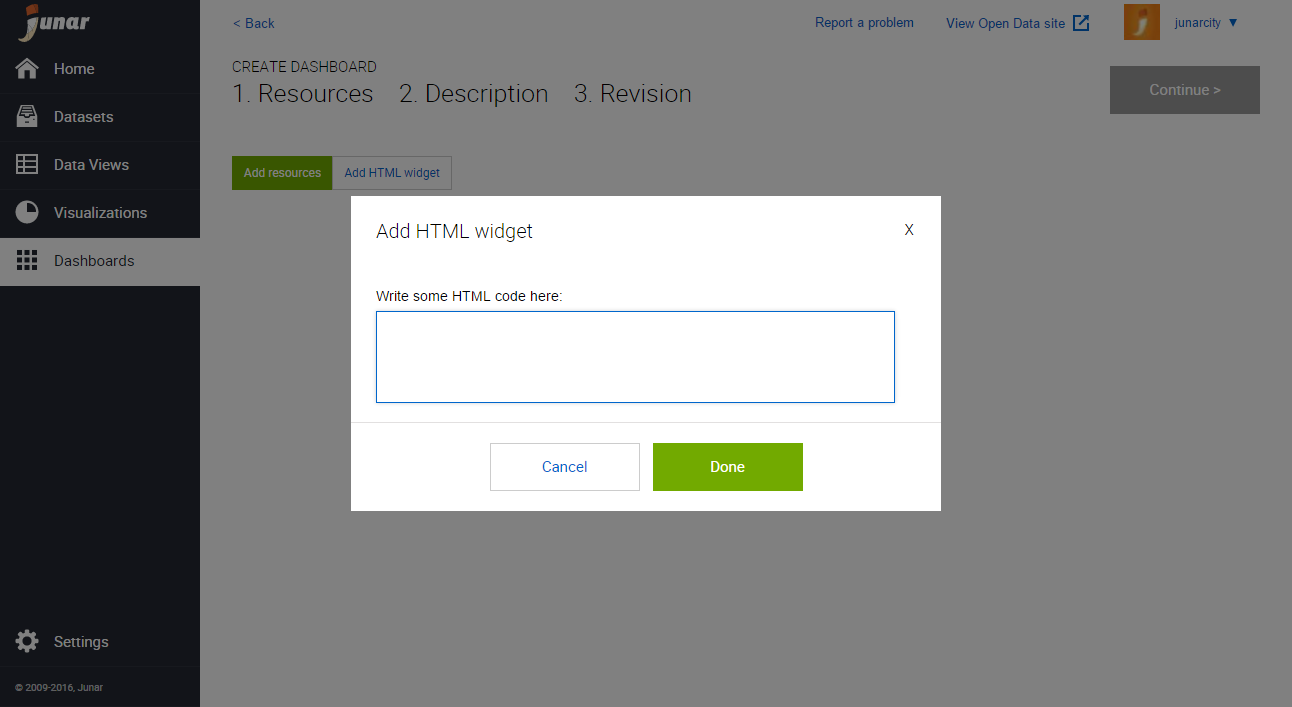 junar
Home
Datasets
Data Views
Visualizations
Dashboards
Settings
© 2009-2016, Junar
< Back
Report a problem
View Open Data site
junarcity ▼
CREATE DASHBOARD
1. Resources 2. Description 3. Revision
Continue >
Add resources
Add HTML widget
Add HTML widget
X
Write some HTML code here:
Cancel
Done